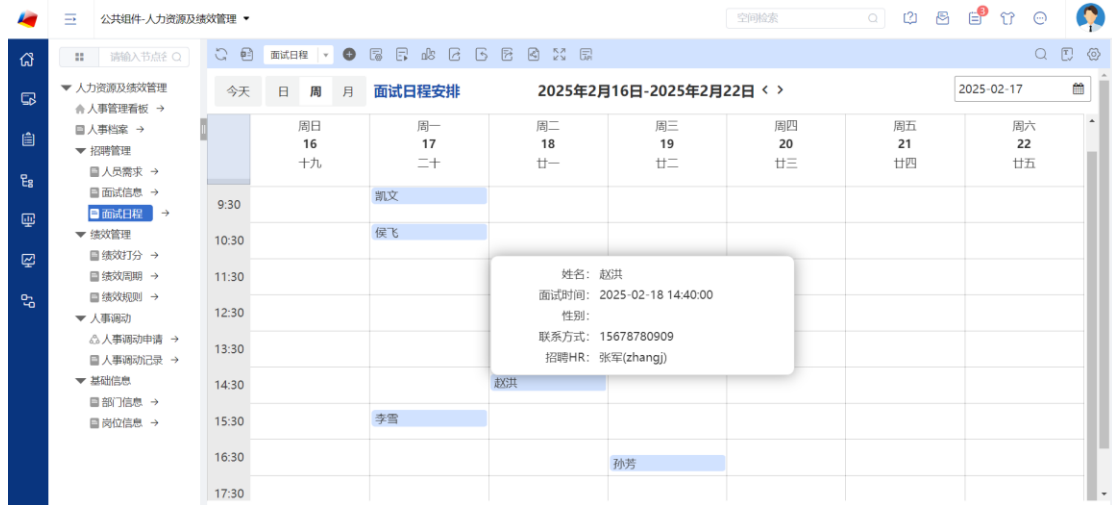 公共组件-人力资源及绩效管理
空间检索
3
面试日程
人力资源及绩效管理
人事管理看板
人事档案
招聘管理
人员需求
面试信息
面试日程
绩效管理
绩效打分
绩效周期
绩效规则
人事调动
人事调动申请
人事调动记录
基础信息
部门信息
岗位信息
今天 日 周 月 面试日程安排 2025年2月16日-2025年2月22日 2025-02-17
周日 周一 周二 周三 周四 周五 周六
16 17 18 19 20 21 22
十九 二十 廿一 廿二 廿三 廿四 廿五
9:30 凯文
10:30 侯飞
11:30
12:30
13:30
姓名： 赵洪
面试时间： 2025-02-18 14:40:00
性别：
联系方式： 15678780909
招聘HR： 张军(zhangj)
14:30 赵洪
15:30 李雪
16:30 孙芳
17:30